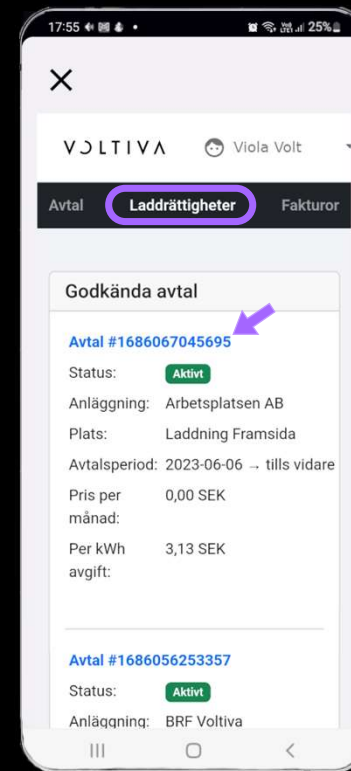 17:55
25%
VOLTIVA Viola Volt
Avtal Laddrättigheter Fakturor
Godkända avtal
Avtal #1686067045695
Status: Aktivt
Anläggning: Arbetsplatsen AB
Plats: Laddning Framsida
Avtalsperiod: 2023-06-06 → tills vidare
Pris per 0,00 SEK
månad:
Per kWh 3,13 SEK
avgift:
Avtal #1686056253357
Status: Aktivt
Anläggning: BRF Voltiva